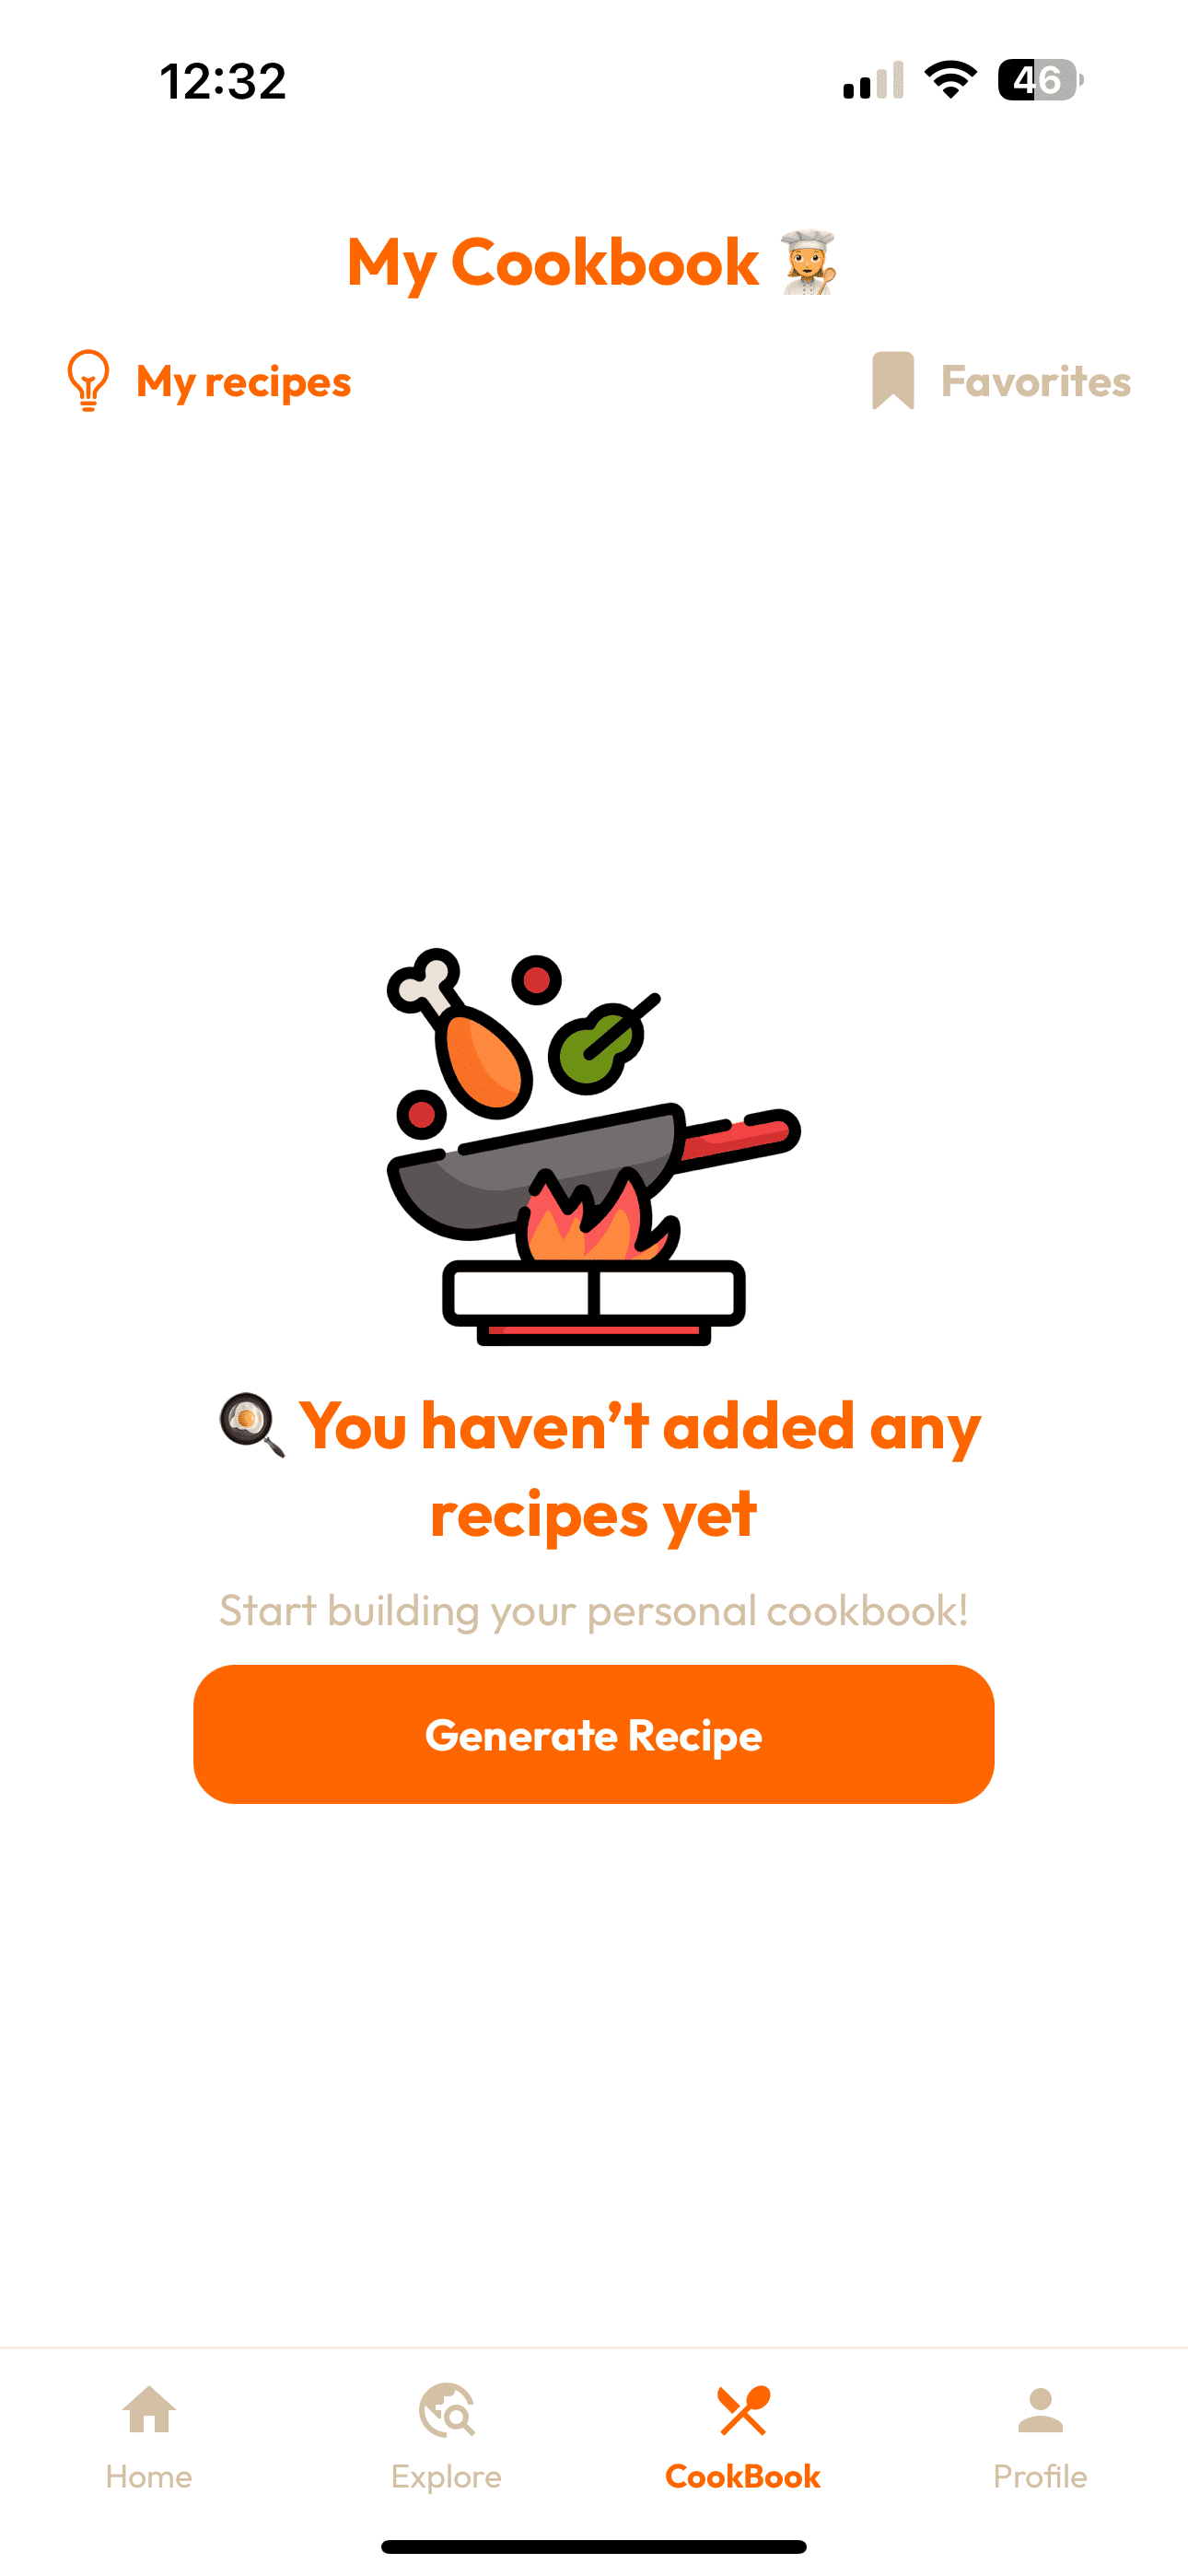 12:32
46
My Cookbook
My recipes
Favorites
You haven’t added any
recipes yet
Start building your personal cookbook!
Generate Recipe
Home
Explore
CookBook
Profile